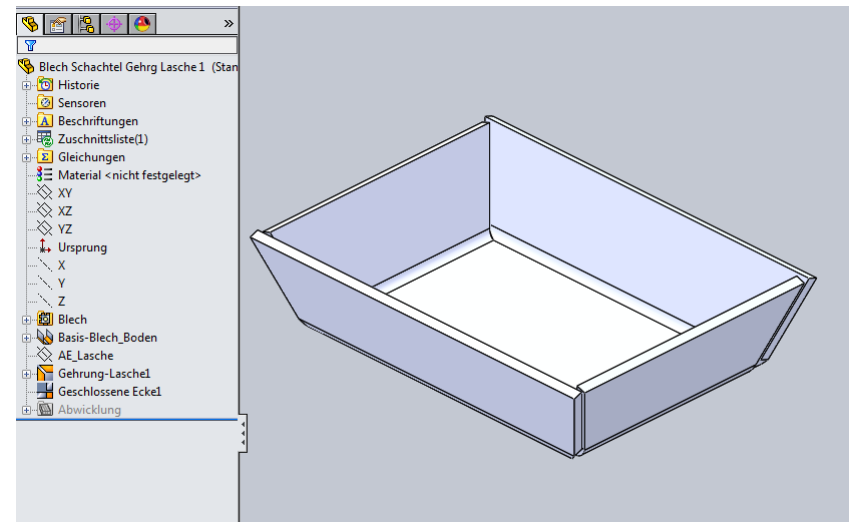 »
Blech Schachtel Gehrg Lasche 1 (Stan
Historie
Sensoren
A Beschriftungen
Zuschnittsliste(1)
Σ Gleichungen
Material <nicht festgelegt>
XY
XZ
YZ
Ursprung
X
Y
Z
Blech
Basis-Blech_Boden
AE_Lasche
Gehrung-Lasche1
Geschlossene Ecke1
Abwicklung